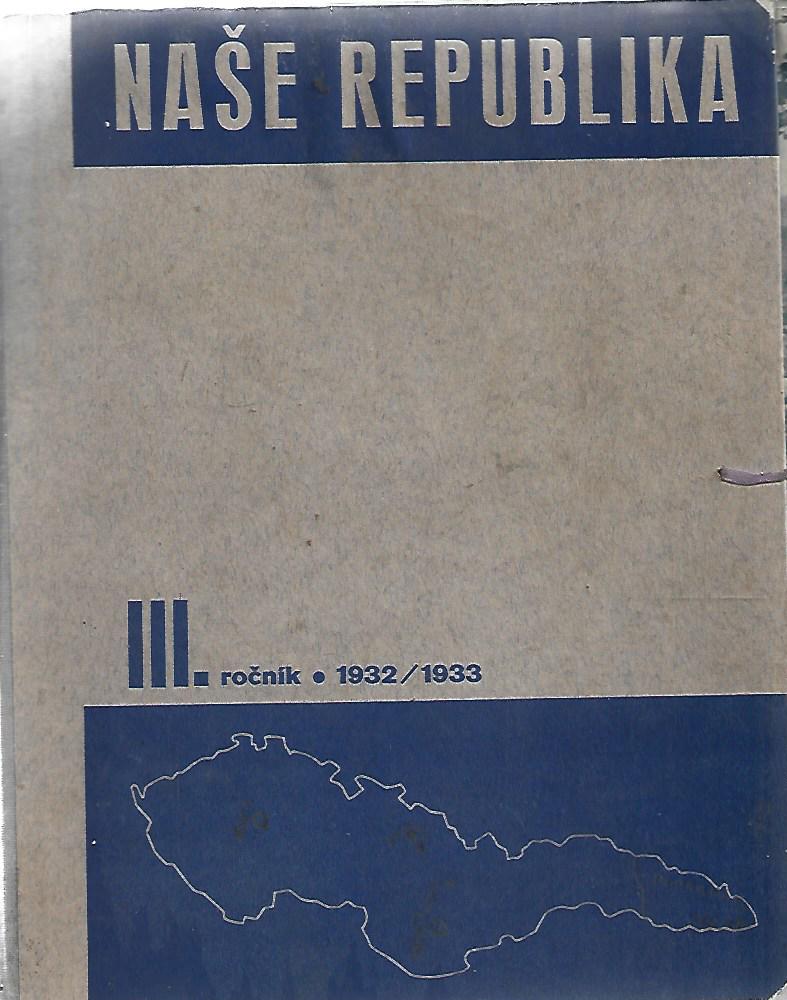 NAŠE REPUBLIKA
III. ročník • 1932/1933